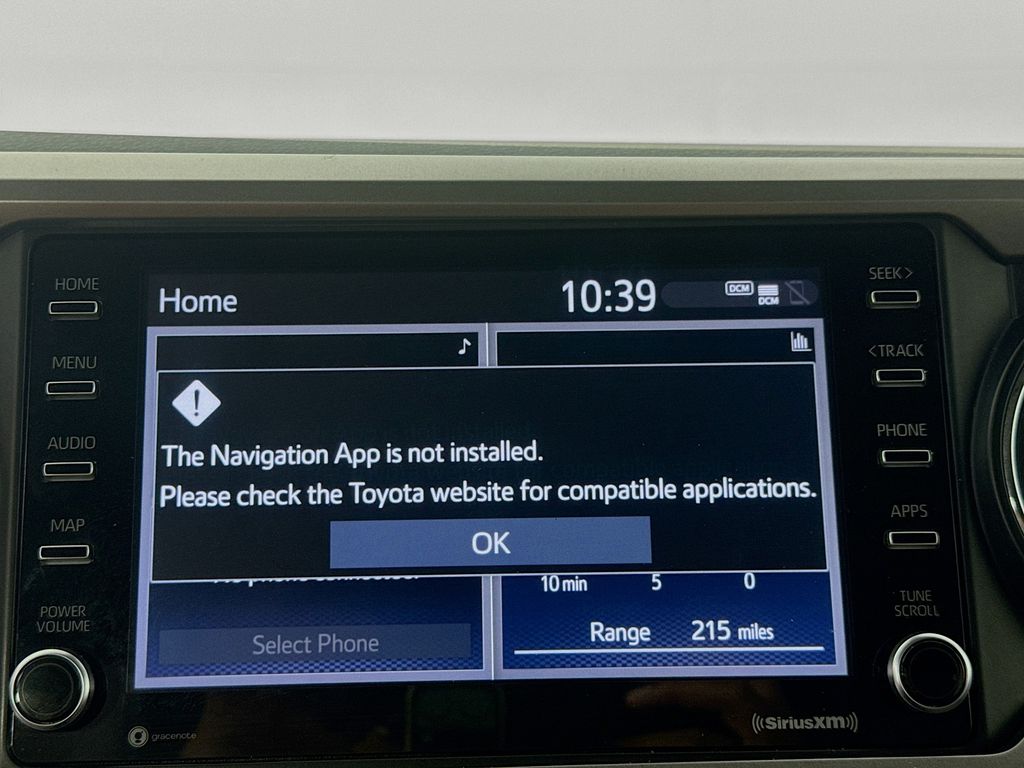 HOME
SEEK >
Home
10:39
DCM
DCM
MENU
< TRACK
!
The Navigation App is not installed.
AUDIO
PHONE
Please check the Toyota website for compatible applications.
OK
MAP
APPS
10 min 5 0
POWER
VOLUME
TUNE
SCROLL
Select Phone
Range 215 miles
gracenote
SiriusXM